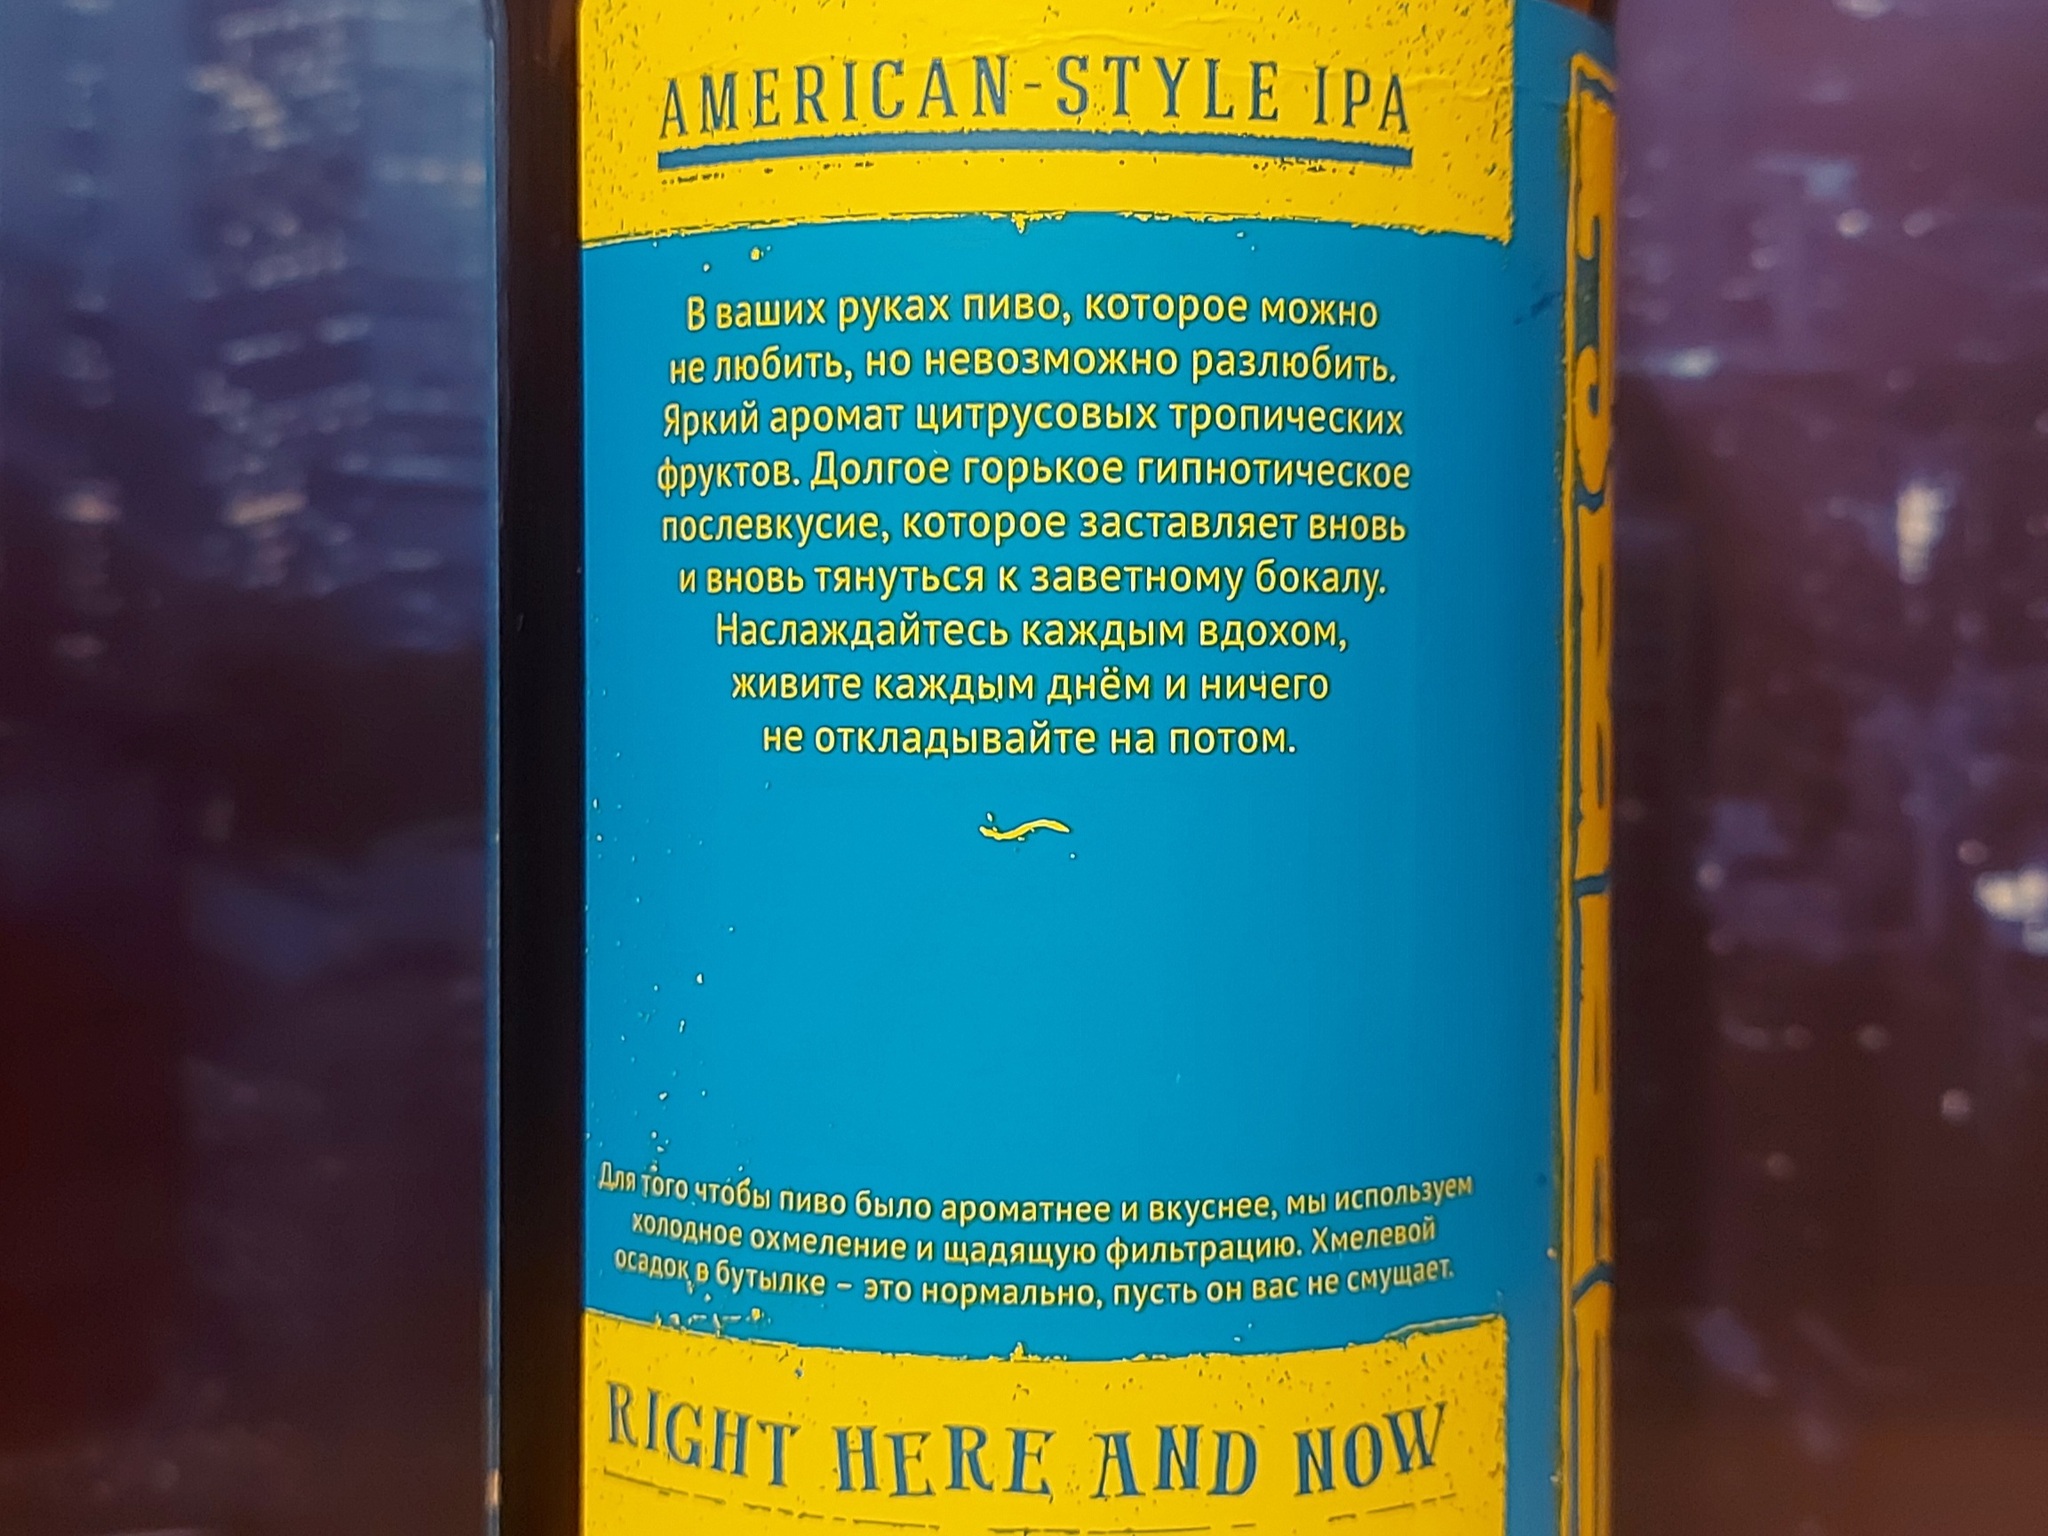 AMERICAN-STYLE IPA
В ваших руках пиво, которое можно
не любить, но невозможно разлюбить.
Яркий аромат цитрусовых тропических
фруктов. Долгое горькое гипнотическое
послевкусие, которое заставляет вновь
и вновь тянуться к заветному бокалу.
Наслаждайтесь каждым вдохом,
живите каждым днём и ничего
не откладывайте на потом.
Для того чтобы пиво было ароматнее и вкуснее, мы используем
холодное охмеление и щадящую фильтрацию. Хмелевой
осадок в бутылке – это нормально, пусть он вас не смущает.
RIGHT HERE AND NOW